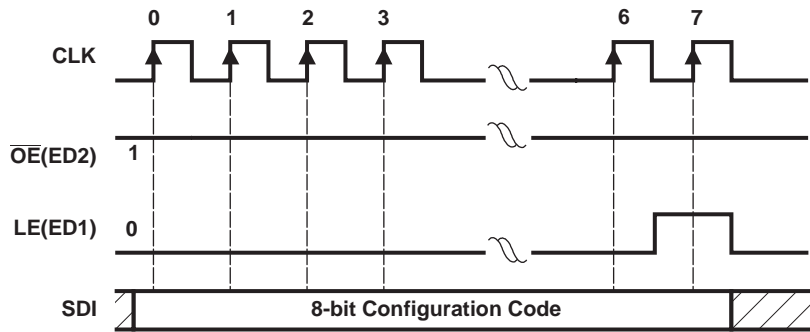 0 1 2 3 6 7
CLK
OE(ED2) 1
LE(ED1) 0
SDI 8-bit Configuration Code